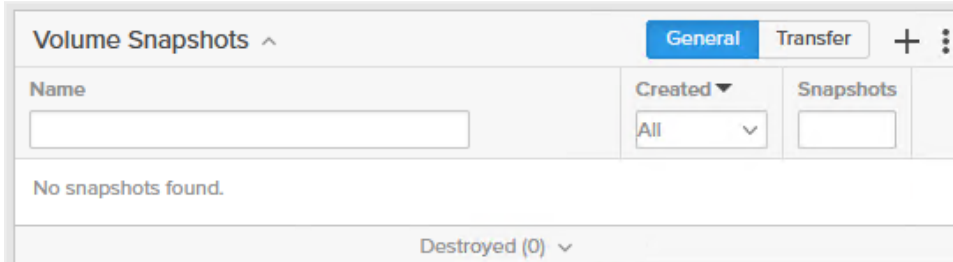 Volume Snapshots General Transfer
Name Created Snapshots
All
No snapshots found.
Destroyed (0)